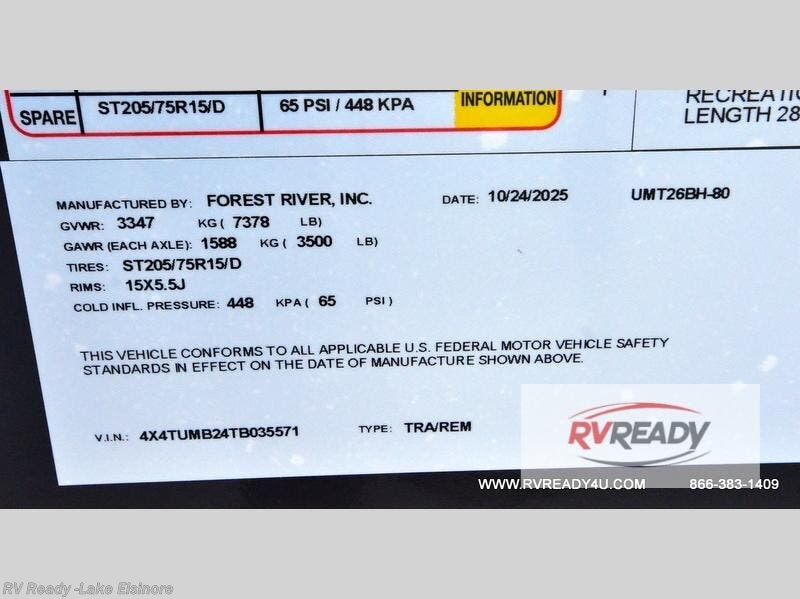 SPARE ST205/75R15/D 65 PSI / 448 KPA INFORMATION
LENGTH 28
MANUFACTURED BY: FOREST RIVER, INC. DATE: 10/24/2025 UMT26BH-80
GVWR: 3347 KG ( 7378 LB)
GAWR (EACH AXLE): 1588 KG ( 3500 LB)
TIRES: ST205/75R15/D
RIMS: 15X5.5J
COLD INFL. PRESSURE: 448 KPA ( 65 PSI )
THIS VEHICLE CONFORMS TO ALL APPLICABLE U.S. FEDERAL MOTOR VEHICLE SAFETY
STANDARDS IN EFFECT ON THE DATE OF MANUFACTURE SHOWN ABOVE.
V.I.N.: 4X4TUMB24TB035571 TYPE: TRA/REM
RVREADY
WWW.RVREADY4U.COM 866-383-1409
RV Ready -Lake Elsinore